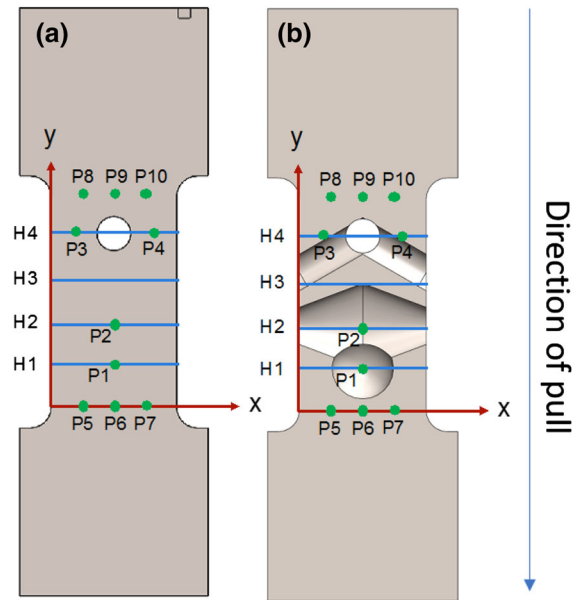 (a)
y
P8 P9 P10
H4
P3 P4
H3
H2
P2
H1
P1
x
P5 P6 P7
(b)
y
P8 P9 P10
H4
P3 P4
H3
H2
P2
H1
P1
x
P5 P6 P7
Direction of pull